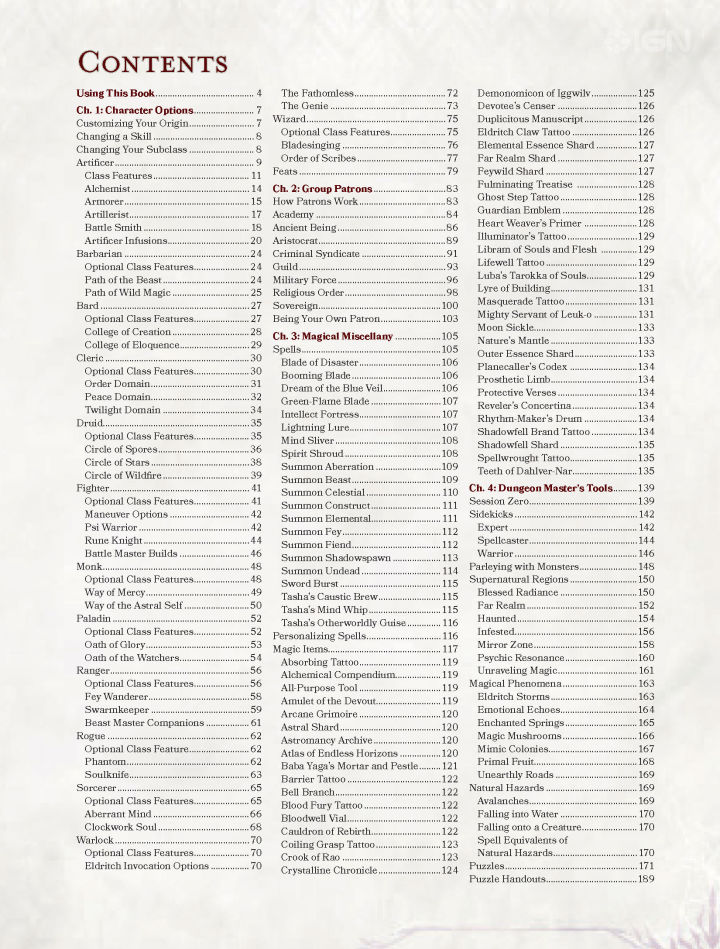 IGN
CONTENTS
Using This Book.......... 4
Ch. 1: Character Options.......... 7
Customizing Your Origin.......... 7
Changing a Skill.......... 8
Changing Your Subclass.......... 8
Artificer.......... 9
Class Features.......... 11
Alchemist.......... 14
Armorer.......... 15
Artillerist.......... 17
Battle Smith.......... 18
Artificer Infusions.......... 20
Barbarian.......... 24
Optional Class Features.......... 24
Path of the Beast.......... 24
Path of Wild Magic.......... 25
Bard.......... 27
Optional Class Features.......... 27
College of Creation.......... 28
College of Eloquence.......... 29
Cleric.......... 30
Optional Class Features.......... 30
Order Domain.......... 31
Peace Domain.......... 32
Twilight Domain.......... 34
Druid.......... 35
Optional Class Features.......... 35
Circle of Spores.......... 36
Circle of Stars.......... 38
Circle of Wildfire.......... 39
Fighter.......... 41
Optional Class Features.......... 41
Maneuver Options.......... 42
Psi Warrior.......... 42
Rune Knight.......... 44
Battle Master Builds.......... 46
Monk.......... 48
Optional Class Features.......... 48
Way of Mercy.......... 49
Way of the Astral Self.......... 50
Paladin.......... 52
Optional Class Features.......... 52
Oath of Glory.......... 53
Oath of the Watchers.......... 54
Ranger.......... 56
Optional Class Features.......... 56
Fey Wanderer.......... 58
Swarmkeeper.......... 59
Beast Master Companions.......... 61
Rogue.......... 62
Optional Class Feature.......... 62
Phantom.......... 62
Soulknife.......... 63
Sorcerer.......... 65
Optional Class Features.......... 65
Aberrant Mind.......... 66
Clockwork Soul.......... 68
Warlock.......... 70
Optional Class Features.......... 70
Eldritch Invocation Options.......... 70
The Fathomless.......... 72
The Genie.......... 73
Wizard.......... 75
Optional Class Features.......... 75
Bladesinging.......... 76
Order of Scribes.......... 77
Feats.......... 79
Ch. 2: Group Patrons.......... 83
How Patrons Work.......... 83
Academy.......... 84
Ancient Being.......... 86
Aristocrat.......... 89
Criminal Syndicate.......... 91
Guild.......... 93
Military Force.......... 96
Religious Order.......... 98
Sovereign.......... 100
Being Your Own Patron.......... 103
Ch. 3: Magical Miscellany.......... 105
Spells.......... 105
Blade of Disaster.......... 106
Booming Blade.......... 106
Dream of the Blue Veil.......... 106
Green-Flame Blade.......... 107
Intellect Fortress.......... 107
Lightning Lure.......... 107
Mind Sliver.......... 108
Spirit Shroud.......... 108
Summon Aberration.......... 109
Summon Beast.......... 109
Summon Celestial.......... 110
Summon Construct.......... 111
Summon Elemental.......... 111
Summon Fey.......... 112
Summon Fiend.......... 112
Summon Shadowspawn.......... 113
Summon Undead.......... 114
Sword Burst.......... 115
Tasha's Caustic Brew.......... 115
Tasha's Mind Whip.......... 115
Tasha's Otherworldly Guise.......... 116
Personalizing Spells.......... 116
Magic Items.......... 117
Absorbing Tattoo.......... 119
Alchemical Compendium.......... 119
All-Purpose Tool.......... 119
Amulet of the Devout.......... 119
Arcane Grimoire.......... 120
Astral Shard.......... 120
Astromancy Archive.......... 120
Atlas of Endless Horizons.......... 120
Baba Yaga's Mortar and Pestle.......... 121
Barrier Tattoo.......... 122
Bell Branch.......... 122
Blood Fury Tattoo.......... 122
Bloodwell Vial.......... 122
Cauldron of Rebirth.......... 122
Coiling Grasp Tattoo.......... 123
Crook of Rao.......... 123
Crystalline Chronicle.......... 124
Demonomicon of Iggwilv.......... 125
Devotee's Censer.......... 126
Duplicitous Manuscript.......... 126
Eldritch Claw Tattoo.......... 126
Elemental Essence Shard.......... 127
Far Realm Shard.......... 127
Feywild Shard.......... 127
Fulminating Treatise.......... 128
Ghost Step Tattoo.......... 128
Guardian Emblem.......... 128
Heart Weaver's Primer.......... 128
Illuminator's Tattoo.......... 129
Libram of Souls and Flesh.......... 129
Lifewell Tattoo.......... 129
Luba's Tarokka of Souls.......... 129
Lyre of Building.......... 131
Masquerade Tattoo.......... 131
Mighty Servant of Leuk-o.......... 131
Moon Sickle.......... 133
Nature's Mantle.......... 133
Outer Essence Shard.......... 133
Planecaller's Codex.......... 134
Prosthetic Limb.......... 134
Protective Verses.......... 134
Reveler's Concertina.......... 134
Rhythm-Maker's Drum.......... 134
Shadowfell Brand Tattoo.......... 134
Shadowfell Shard.......... 135
Spellwrought Tattoo.......... 135
Teeth of Dahlver-Nar.......... 135
Ch. 4: Dungeon Master's Tools.......... 139
Session Zero.......... 139
Sidekicks.......... 142
Expert.......... 142
Spellcaster.......... 144
Warrior.......... 146
Parleying with Monsters.......... 148
Supernatural Regions.......... 150
Blessed Radiance.......... 150
Far Realm.......... 152
Haunted.......... 154
Infested.......... 156
Mirror Zone.......... 158
Psychic Resonance.......... 160
Unraveling Magic.......... 161
Magical Phenomena.......... 163
Eldritch Storms.......... 163
Emotional Echoes.......... 164
Enchanted Springs.......... 165
Magic Mushrooms.......... 166
Mimic Colonies.......... 167
Primal Fruit.......... 168
Unearthly Roads.......... 169
Natural Hazards.......... 169
Avalanches.......... 169
Falling into Water.......... 170
Falling onto a Creature.......... 170
Spell Equivalents of
Natural Hazards.......... 170
Puzzles.......... 171
Puzzle Handouts.......... 189